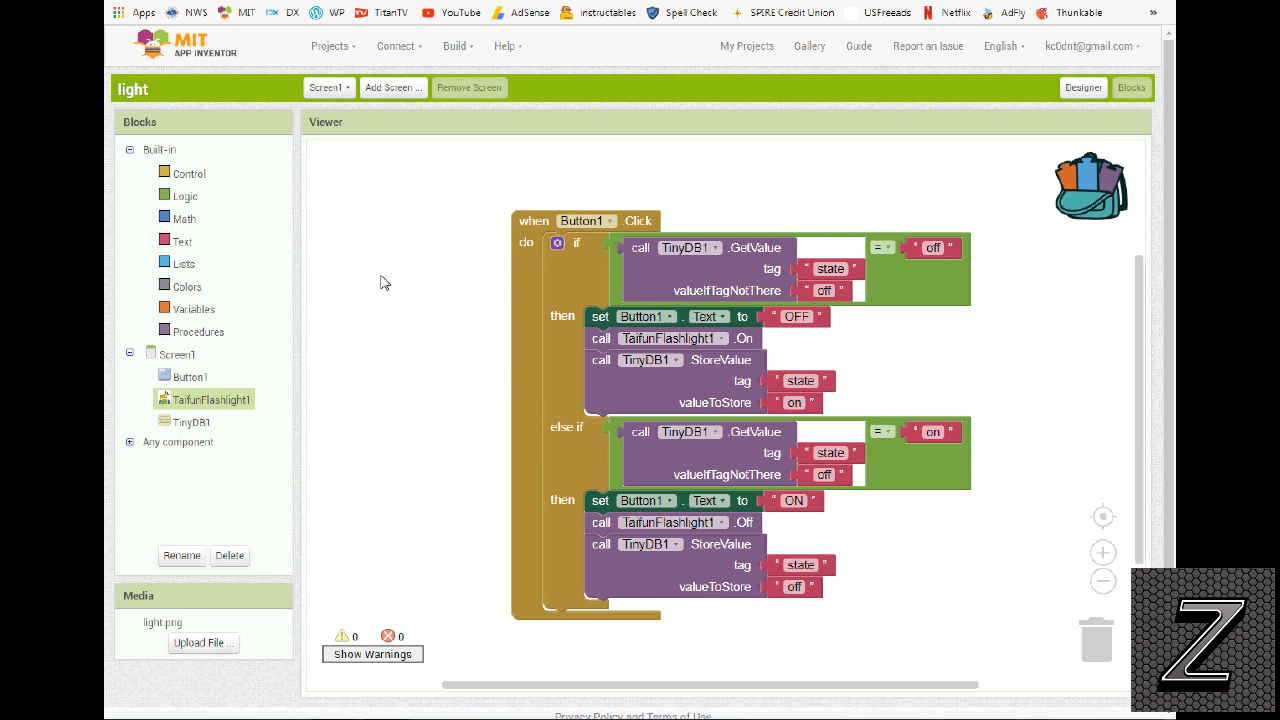 Apps NWS MIT DX WP TitanTV YouTube AdSense instructables Spell Check SPIRE Credit Union USFreads Netflix AdFly Thunkable »
MIT
APP INVENTOR
Projects Connect Build Help My Projects Gallery Guide Report an Issue English kc0dnt@gmail.com
light Screen1 Add Screen ... Remove Screen Designer Blocks
Blocks Viewer
Built-in
Control
Logic
Math
Text
Lists
Colors
Variables
Procedures
Screen1
Button1
TaifunFlashlight1
TinyDB1
Any component
Rename Delete
Media
light.png
Upload File ...
when Button1 .Click
do if call TinyDB1 .GetValue = " off "
tag " state "
valueIfTagNotThere " off "
then set Button1 . Text to " OFF "
call TaifunFlashlight1 .On
call TinyDB1 .StoreValue
tag " state "
valueToStore " on "
else if call TinyDB1 .GetValue = " on "
tag " state "
valueIfTagNotThere " off "
then set Button1 . Text to " ON "
call TaifunFlashlight1 .Off
call TinyDB1 .StoreValue
tag " state "
valueToStore " off "
0 0
Show Warnings
Z
Privacy Policy and Terms of Use